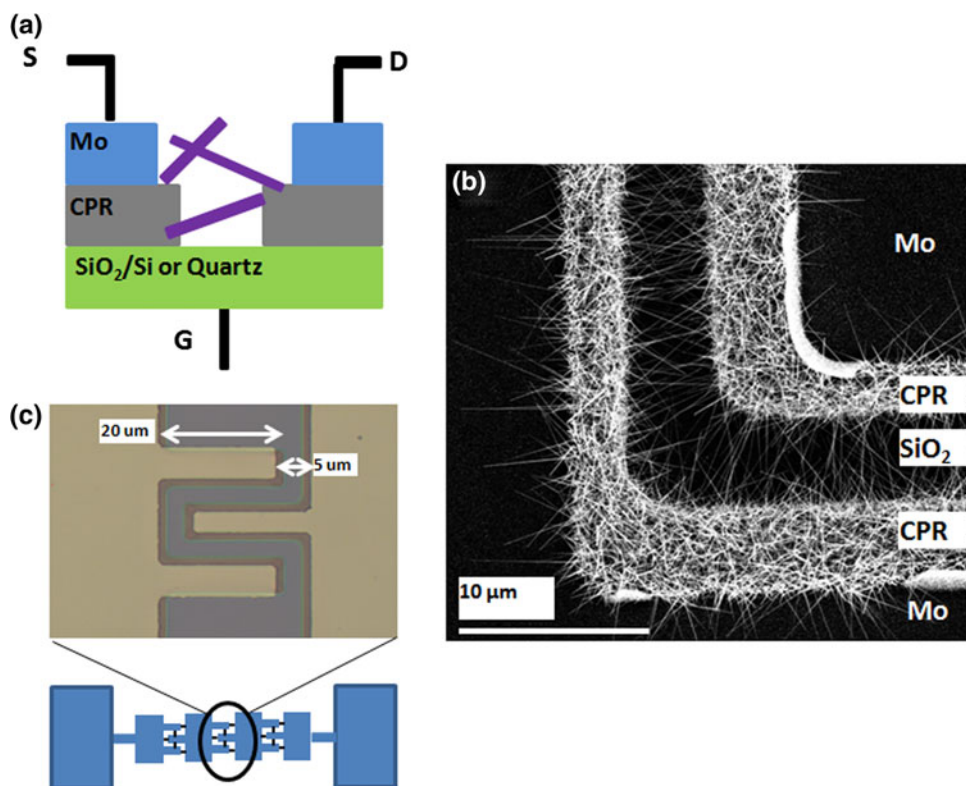 (a)
S
D
Mo
CPR
SiO₂/Si or Quartz
G
(b)
Mo
CPR
SiO₂
CPR
Mo
10 µm
(c)
20 um
5 um